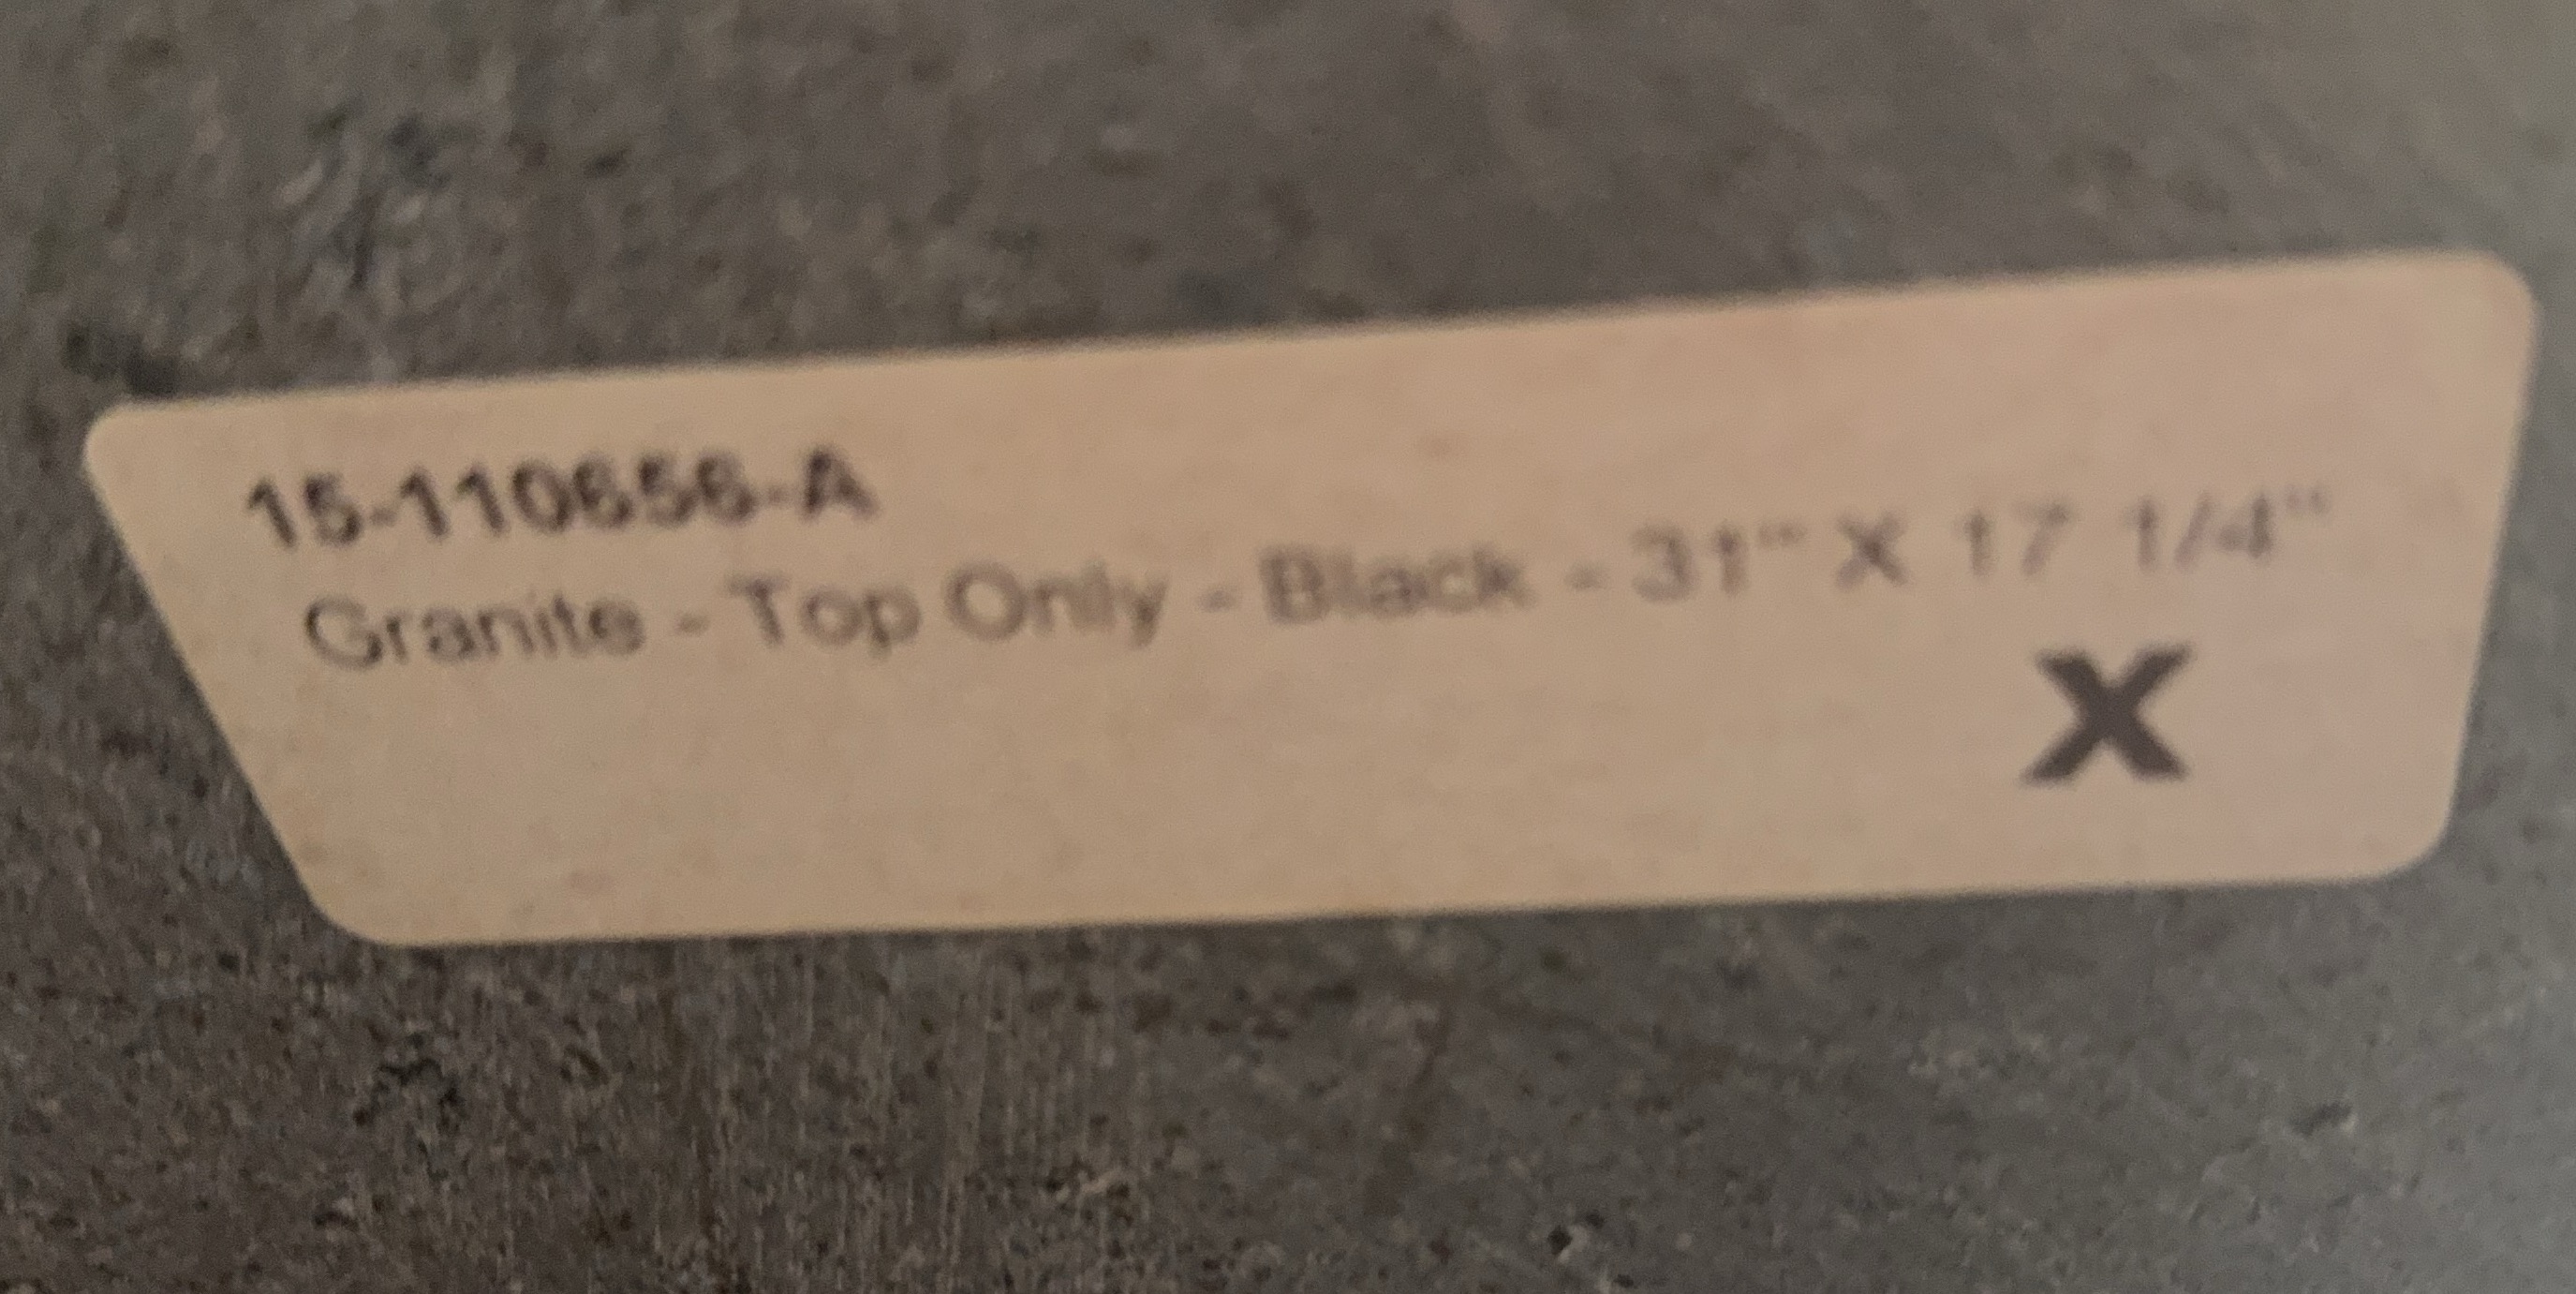 15-110656-A
Granite - Top Only - Black - 31" X 17 1/4"
X